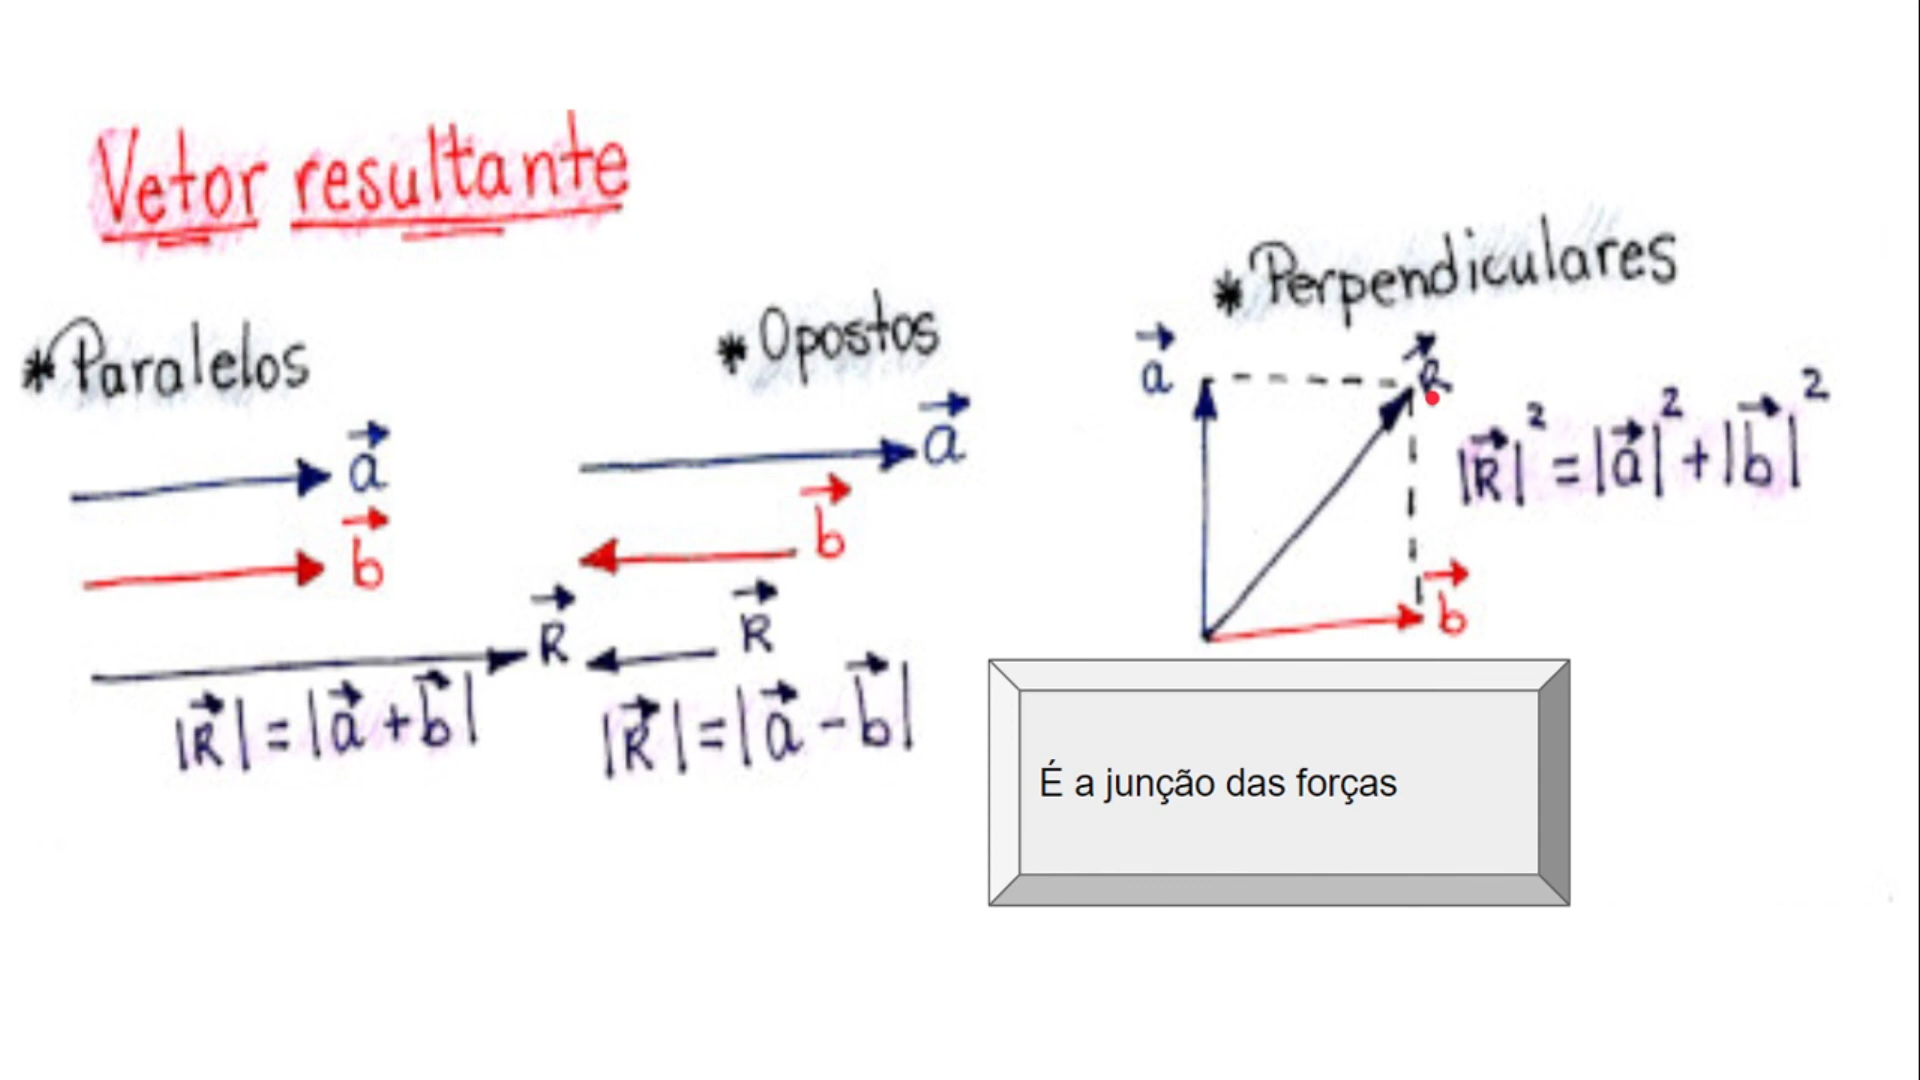 Vetor resultante
* Paralelos
a
b
R
|R| = |a + b|
* Opostos
a
b
R
|R| = |a - b|
* Perpendiculares
a
R
|R|² = |a|² + |b|²
b
É a junção das forças